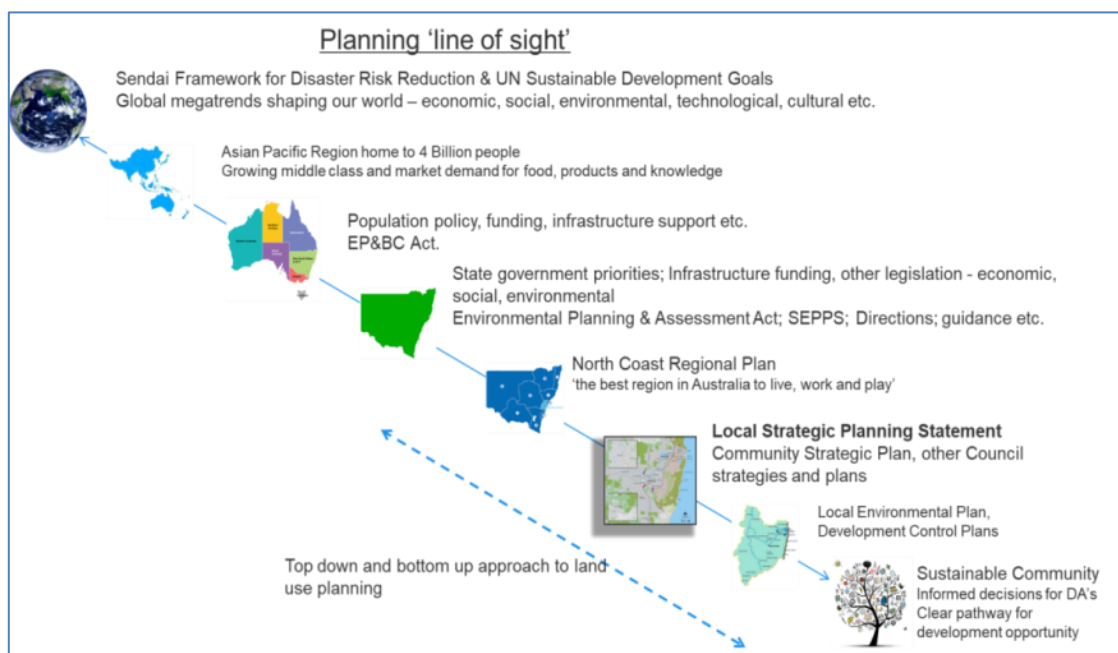 Planning ‘line of sight’
Sendai Framework for Disaster Risk Reduction & UN Sustainable Development Goals
Global megatrends shaping our world – economic, social, environmental, technological, cultural etc.
Asian Pacific Region home to 4 Billion people
Growing middle class and market demand for food, products and knowledge
Population policy, funding, infrastructure support etc.
EP&BC Act.
State government priorities; Infrastructure funding, other legislation - economic,
social, environmental
Environmental Planning & Assessment Act; SEPPS; Directions; guidance etc.
North Coast Regional Plan
‘the best region in Australia to live, work and play’
Local Strategic Planning Statement
Community Strategic Plan, other Council
strategies and plans
Local Environmental Plan,
Development Control Plans
Top down and bottom up approach to land
use planning
Sustainable Community
Informed decisions for DA’s
Clear pathway for
development opportunity